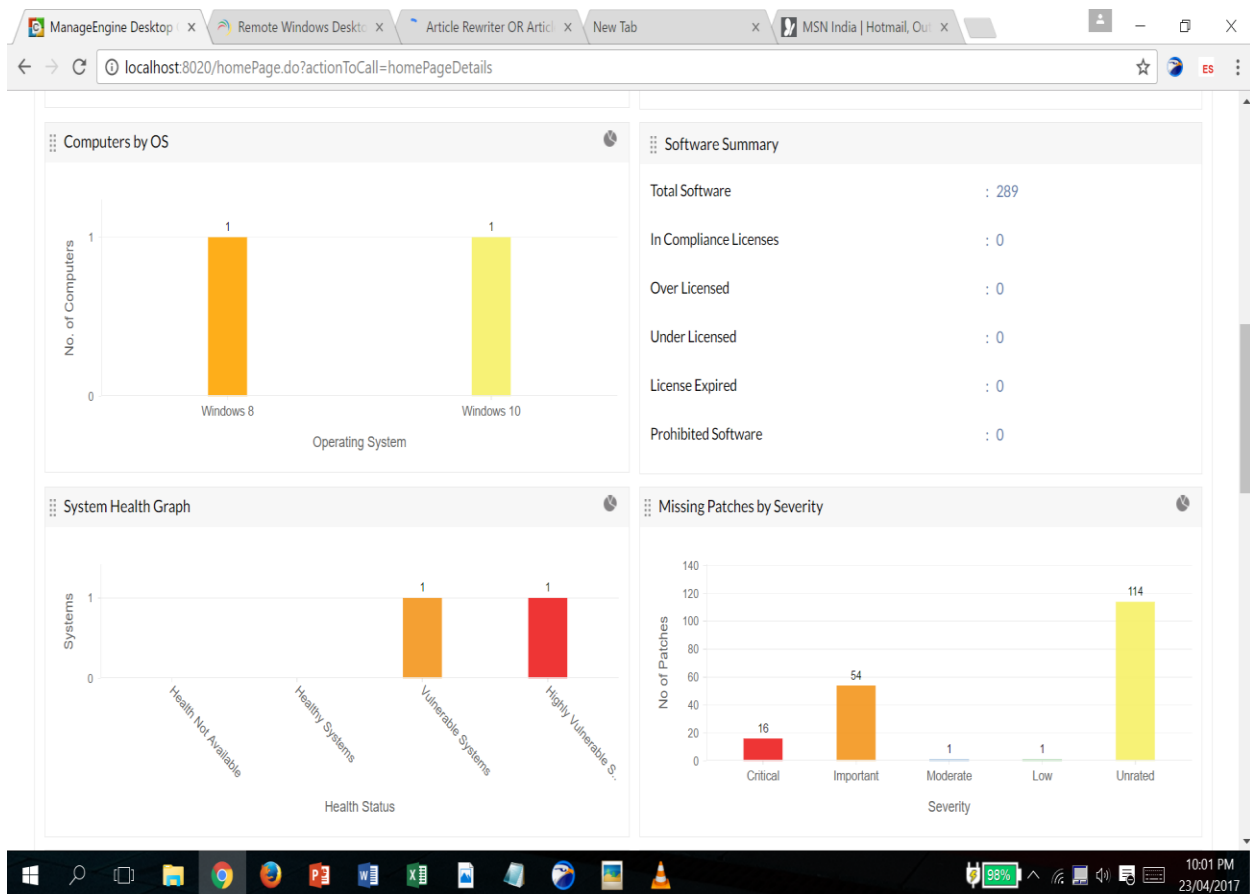 ManageEngine Desktop
Remote Windows Deskto
Article Rewriter OR Articl
New Tab
MSN India | Hotmail, Out
localhost:8020/homePage.do?actionToCall=homePageDetails
ES
Computers by OS
No. of Computers
1
0
1
1
Windows 8
Windows 10
Operating System
Software Summary
Total Software : 289
In Compliance Licenses : 0
Over Licensed : 0
Under Licensed : 0
License Expired : 0
Prohibited Software : 0
System Health Graph
Systems
1
0
1
1
Health Not Available
Healthy Systems
Vulnerable Systems
Highly Vulnerable S..
Health Status
Missing Patches by Severity
No of Patches
140
120
100
80
60
40
20
0
16
54
1
1
114
Critical
Important
Moderate
Low
Unrated
Severity
98%
10:01 PM
23/04/2017